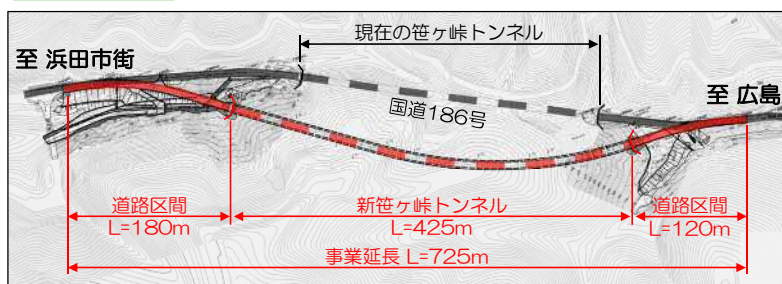 現在の笹ヶ峠トンネル
至 浜田市街
至 広島
国道186号
道路区間
L=180m
新笹ヶ峠トンネル
L=425m
道路区間
L=120m
事業延長 L=725m